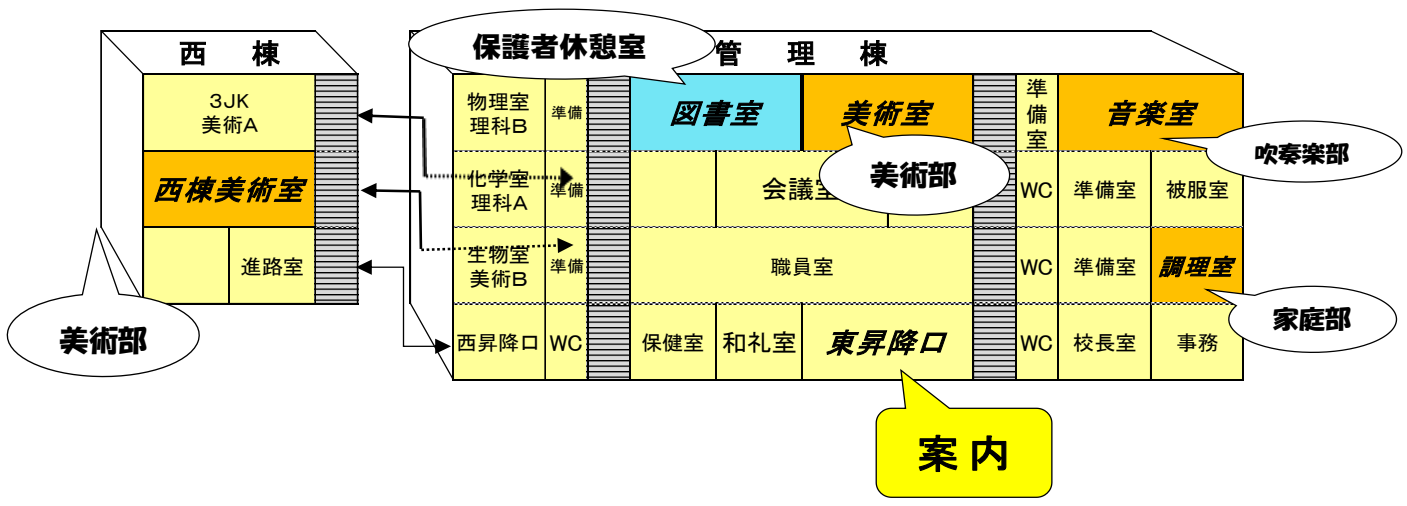 西 棟
保護者休憩室
管 理 棟
3JK
美術A
物理室
理科B
準備
図書室
美術室
準備室
音楽室
吹奏楽部
西棟美術室
化学室
理科A
準備
会議室
美術部
WC
準備室
被服室
進路室
生物室
美術B
準備
職員室
WC
準備室
調理室
美術部
西昇降口
WC
保健室
和礼室
東昇降口
WC
校長室
事務
家庭部
案 内